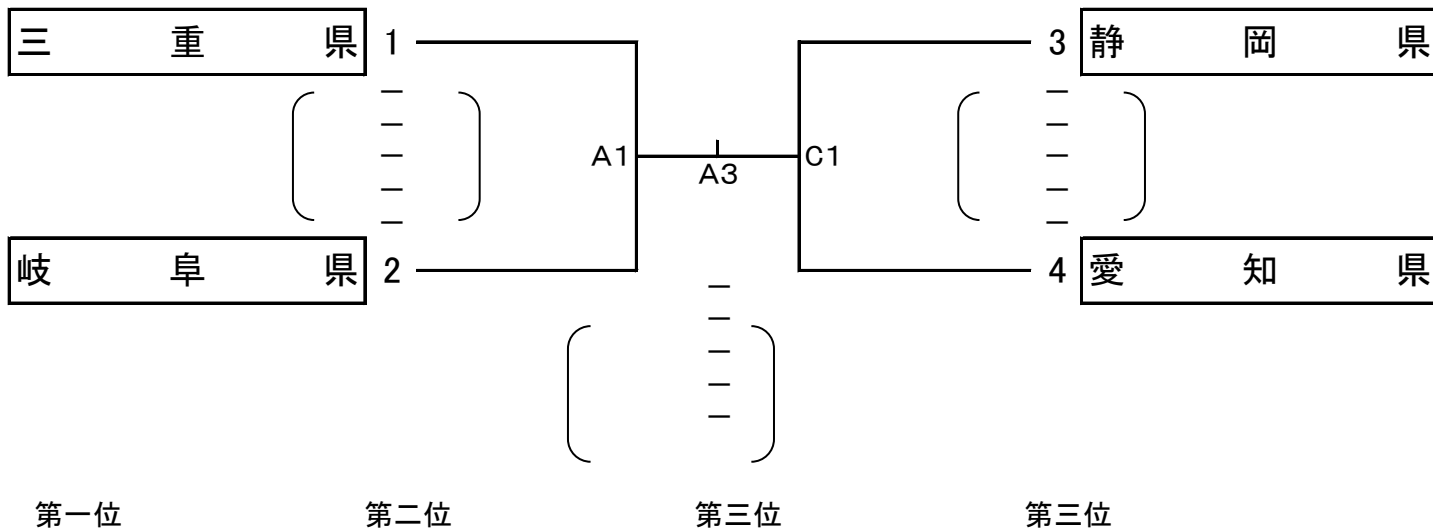 三重県 1 3 静岡県
— —
— —
A1 — C1 —
A3
— —
— —
岐阜県 2 4 愛知県
—
—
—
—
—
第一位 第二位 第三位 第三位